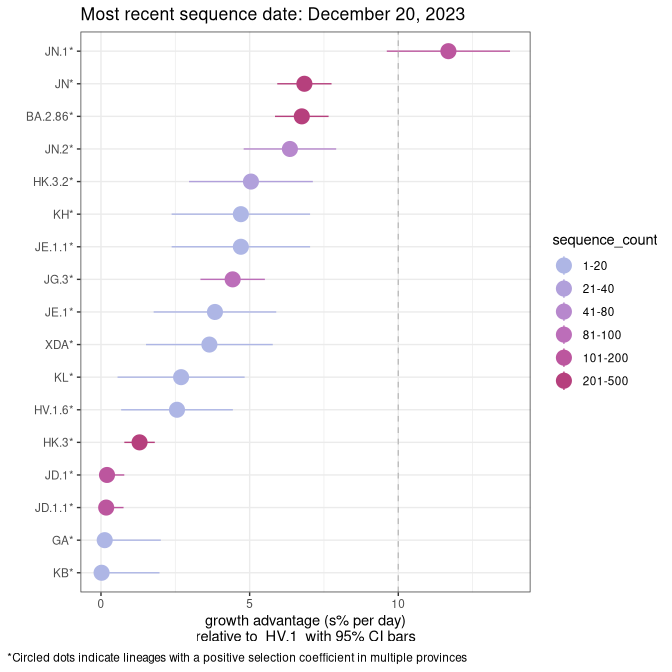 Most recent sequence date: December 20, 2023
JN.1*
JN*
BA.2.86*
JN.2*
HK.3.2*
KH*
JE.1.1*
JG.3*
JE.1*
XDA*
KL*
HV.1.6*
HK.3*
JD.1*
JD.1.1*
GA*
KB*
0 5 10
growth advantage (s% per day)
relative to HV.1 with 95% CI bars
sequence_count
1-20
21-40
41-80
81-100
101-200
201-500
*Circled dots indicate lineages with a positive selection coefficient in multiple provinces